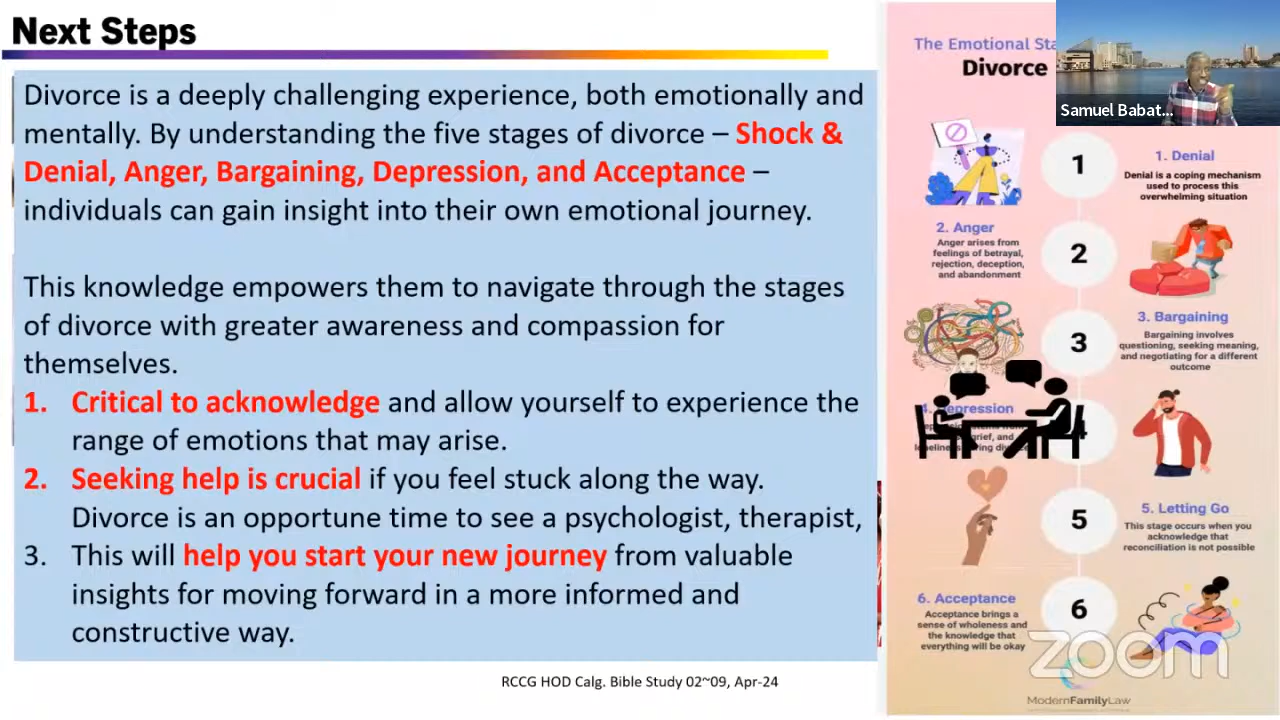 Next Steps
Divorce is a deeply challenging experience, both emotionally and
mentally. By understanding the five stages of divorce – Shock &
Denial, Anger, Bargaining, Depression, and Acceptance –
individuals can gain insight into their own emotional journey.
This knowledge empowers them to navigate through the stages
of divorce with greater awareness and compassion for
themselves.
1. Critical to acknowledge and allow yourself to experience the
range of emotions that may arise.
2. Seeking help is crucial if you feel stuck along the way.
Divorce is an opportune time to see a psychologist, therapist,
3. This will help you start your new journey from valuable
insights for moving forward in a more informed and
constructive way.
RCCG HOD Calg. Bible Study 02~09, Apr-24
The Emotional
Divorce
Samuel Babat...
1
1. Denial
Denial is a coping mechanism
used to process this
overwhelming situation
2. Anger
Anger arises from
feelings of betrayal,
rejection, deception,
and abandonment
2
3
3. Bargaining
Bargaining involves
questioning, seeking meaning,
and negotiating for a different
outcome
grief, and
5
5. Letting Go
This stage occurs when you
acknowledge that
reconciliation is not possible
6. Acceptance
Acceptance brings a
sense of wholeness and
the knowledge that
everything will be okay
6
zoom
ModernFamilyLaw